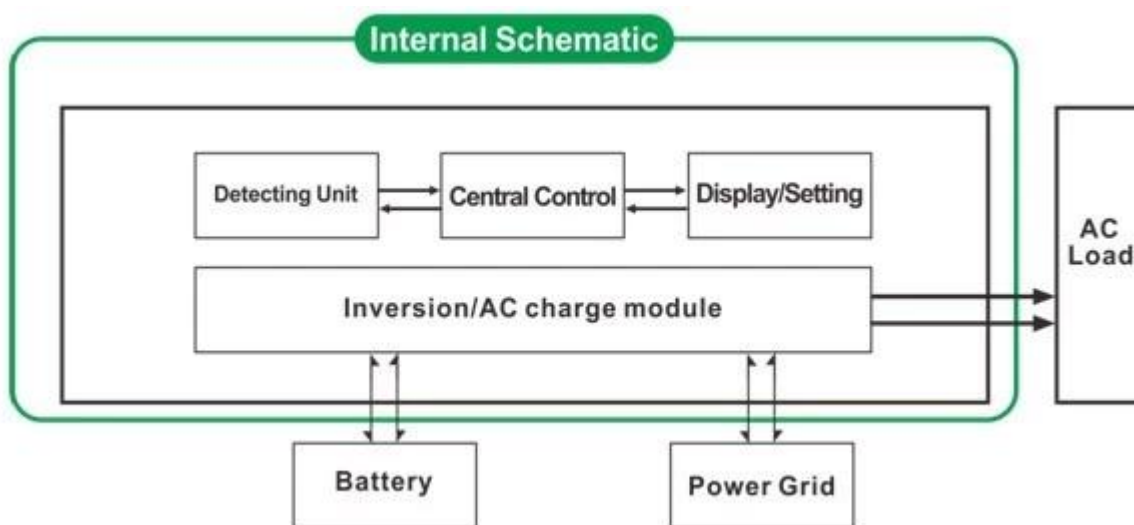 Internal Schematic
Detecting Unit
Central Control
Display/Setting
AC
Load
Inversion/AC charge module
Battery
Power Grid